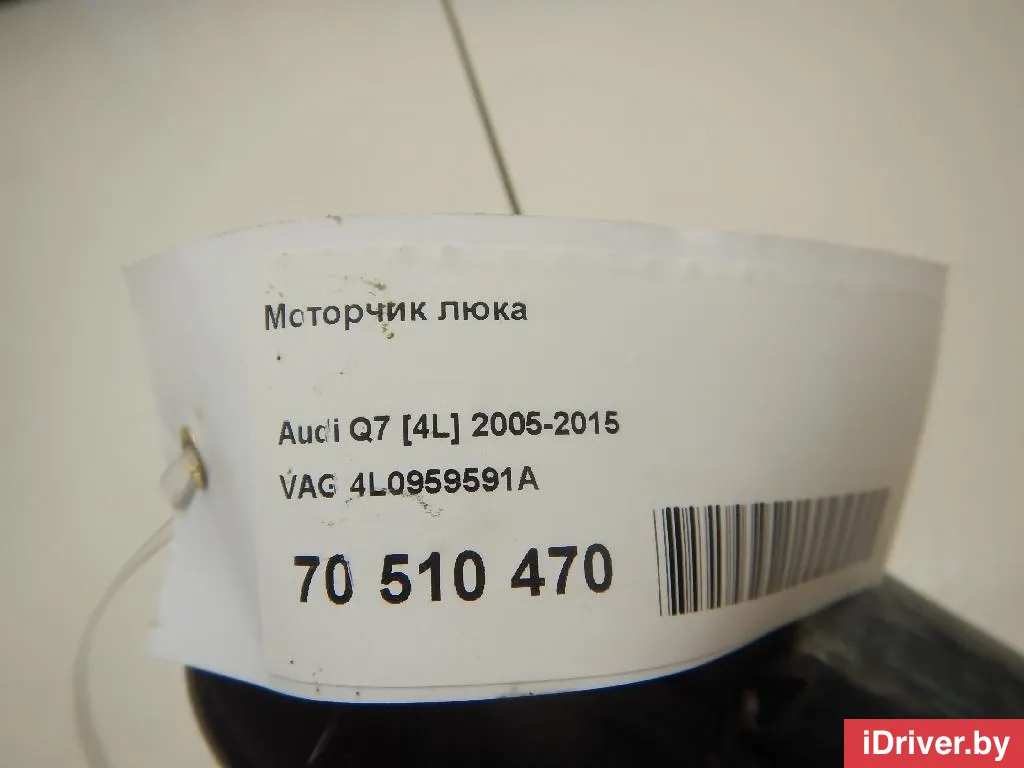 Моторчик люка
Audi Q7 [4L] 2005-2015
VAG 4L0959591A
70 510 470
iDriver.by